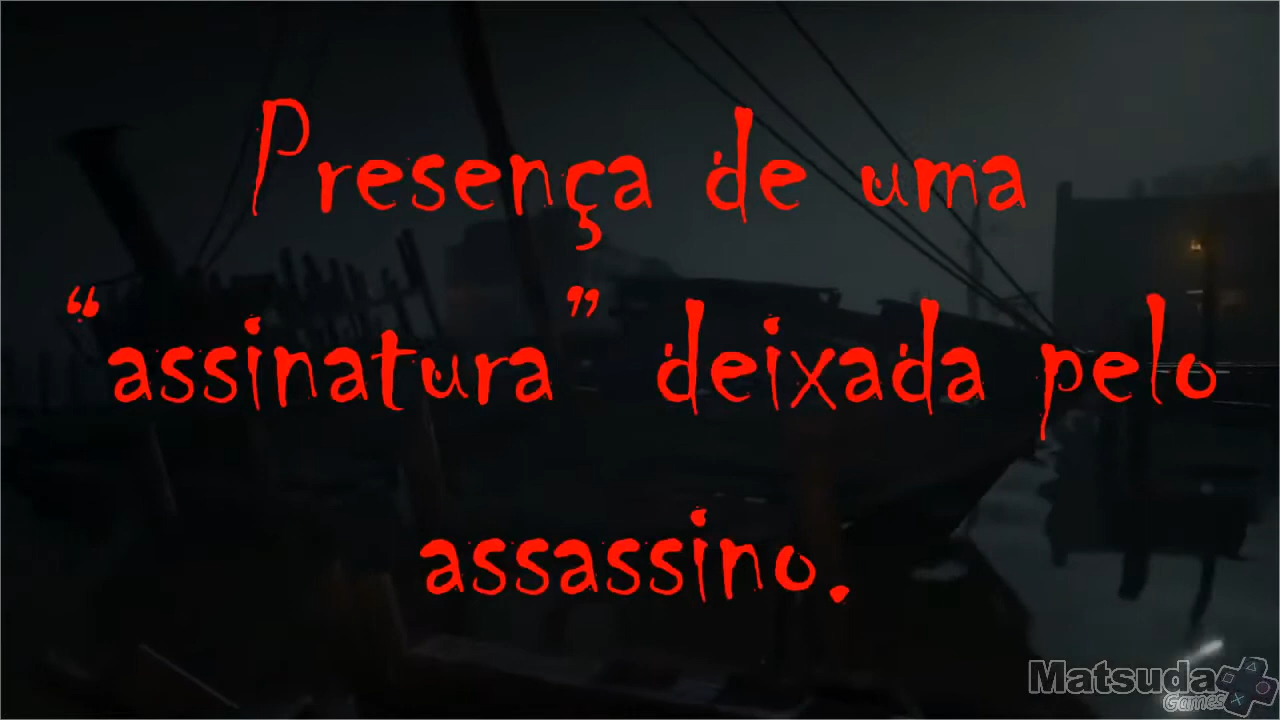 Presença de uma
“assinatura” deixada pelo
assassino.
Matsuda
Games